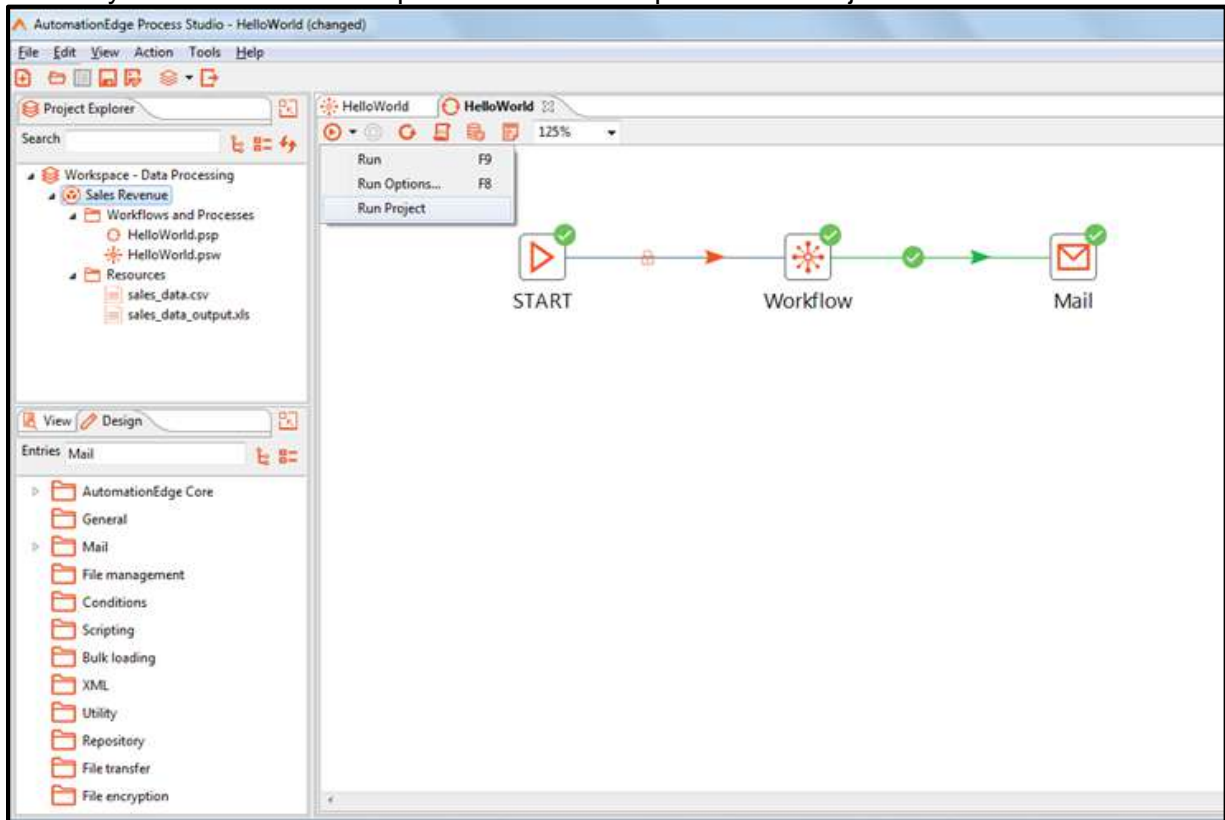 AutomationEdge Process Studio - HelloWorld (changed)
File Edit View Action Tools Help
Project Explorer
Search
Workspace - Data Processing
Sales Revenue
Workflows and Processes
HelloWorld.psp
HelloWorld.psw
Resources
sales_data.csv
sales_data_output.xls
View Design
Entries Mail
AutomationEdge Core
General
Mail
File management
Conditions
Scripting
Bulk loading
XML
Utility
Repository
File transfer
File encryption
HelloWorld HelloWorld
125%
Run F9
Run Options... F8
Run Project
START Workflow Mail